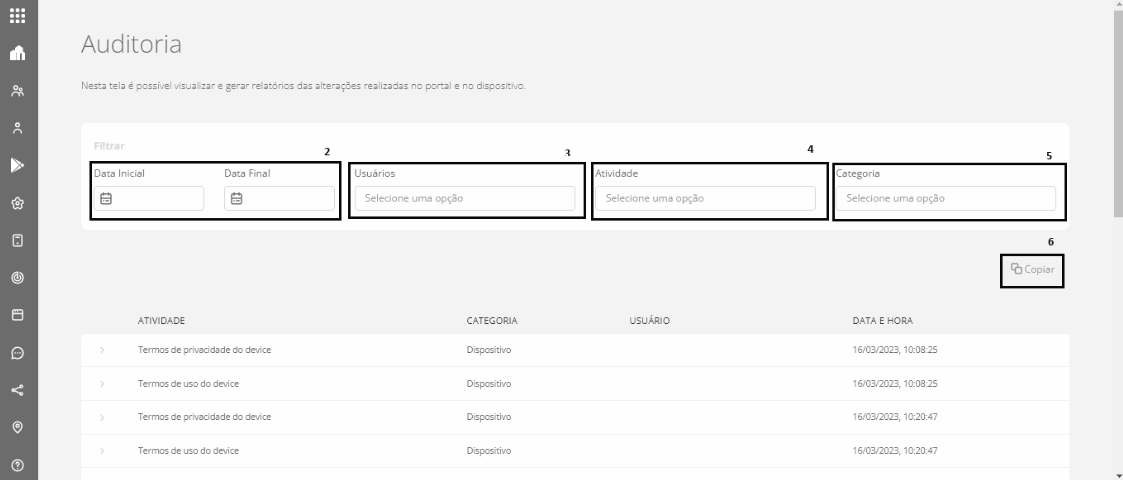 Auditoria
Nesta tela é possível visualizar e gerar relatórios das alterações realizadas no portal e no dispositivo.
Filtrar
2 3 4 5
Data Inicial Data Final Usuários Atividade Categoria
Selecione uma opção Selecione uma opção Selecione uma opção
6
Copiar
ATIVIDADE CATEGORIA USUÁRIO DATA E HORA
Termos de privacidade do device Dispositivo 16/03/2023, 10:08:25
Termos de uso do device Dispositivo 16/03/2023, 10:08:25
Termos de privacidade do device Dispositivo 16/03/2023, 10:20:47
Termos de uso do device Dispositivo 16/03/2023, 10:20:47